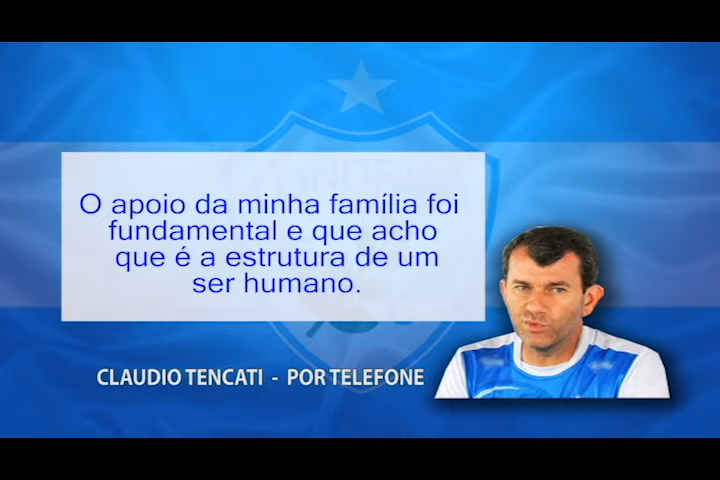 O apoio da minha família foi
fundamental e que acho
que é a estrutura de um
ser humano.
CLAUDIO TENCATI - POR TELEFONE